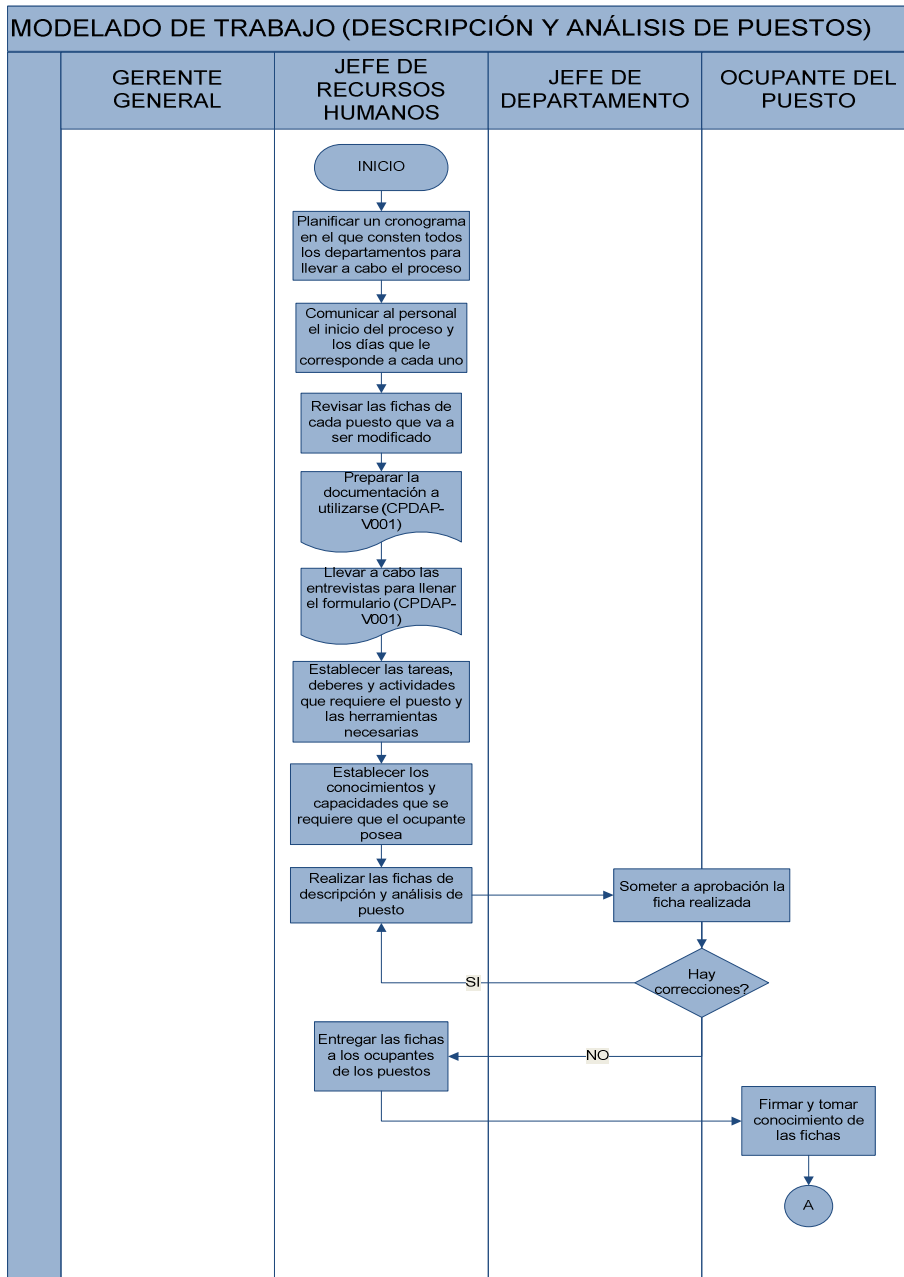 MODELADO DE TRABAJO (DESCRIPCIÓN Y ANÁLISIS DE PUESTOS)
GERENTE
GENERAL
JEFE DE
RECURSOS
HUMANOS
JEFE DE
DEPARTAMENTO
OCUPANTE DEL
PUESTO
INICIO
Planificar un cronograma
en el que consten todos
los departamentos para
llevar a cabo el proceso
Comunicar al personal
el inicio del proceso y
los días que le
corresponde a cada uno
Revisar las fichas de
cada puesto que va a
ser modificado
Preparar la
documentación a
utilizarse (CPDAP-
V001)
Llevar a cabo las
entrevistas para llenar
el formulario (CPDAP-
V001)
Establecer las tareas,
deberes y actividades
que requiere el puesto y
las herramientas
necesarias
Establecer los
conocimientos y
capacidades que se
requiere que el ocupante
posea
Realizar las fichas de
descripción y análisis de
puesto
Someter a aprobación la
ficha realizada
Hay
correcciones?
SI
NO
Entregar las fichas
a los ocupantes
de los puestos
Firmar y tomar
conocimiento de
las fichas
A